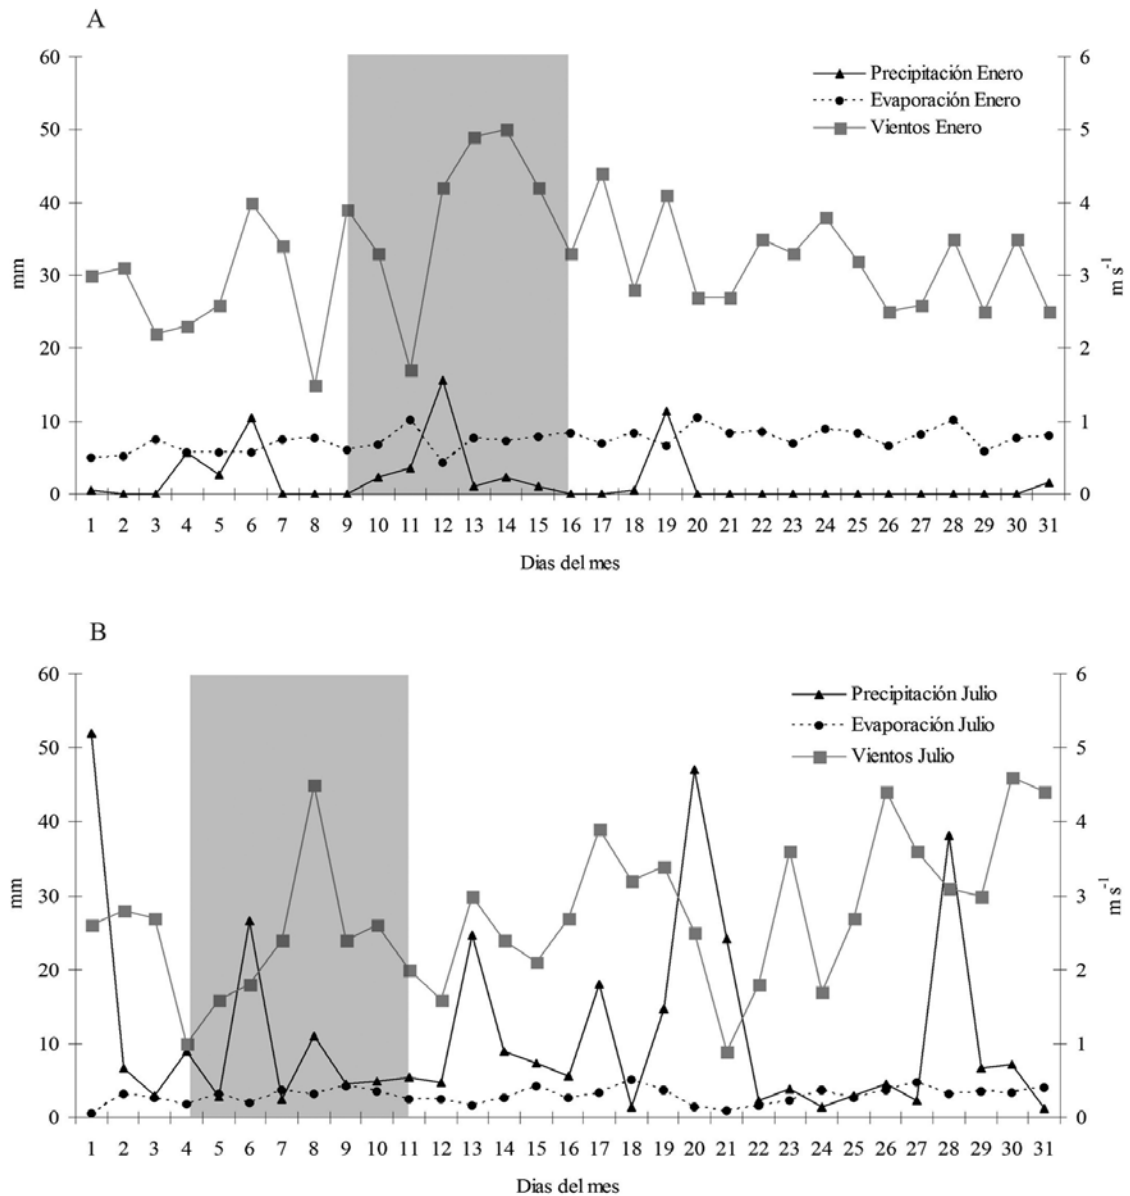 A
60
50
40
30
20
10
0
mm
6
5
4
3
2
1
0
m s-1
Precipitación Enero
Evaporación Enero
Vientos Enero
1 2 3 4 5 6 7 8 9 10 11 12 13 14 15 16 17 18 19 20 21 22 23 24 25 26 27 28 29 30 31
Dias del mes
B
60
50
40
30
20
10
0
mm
6
5
4
3
2
1
0
m s-1
Precipitación Julio
Evaporación Julio
Vientos Julio
1 2 3 4 5 6 7 8 9 10 11 12 13 14 15 16 17 18 19 20 21 22 23 24 25 26 27 28 29 30 31
Dias del mes